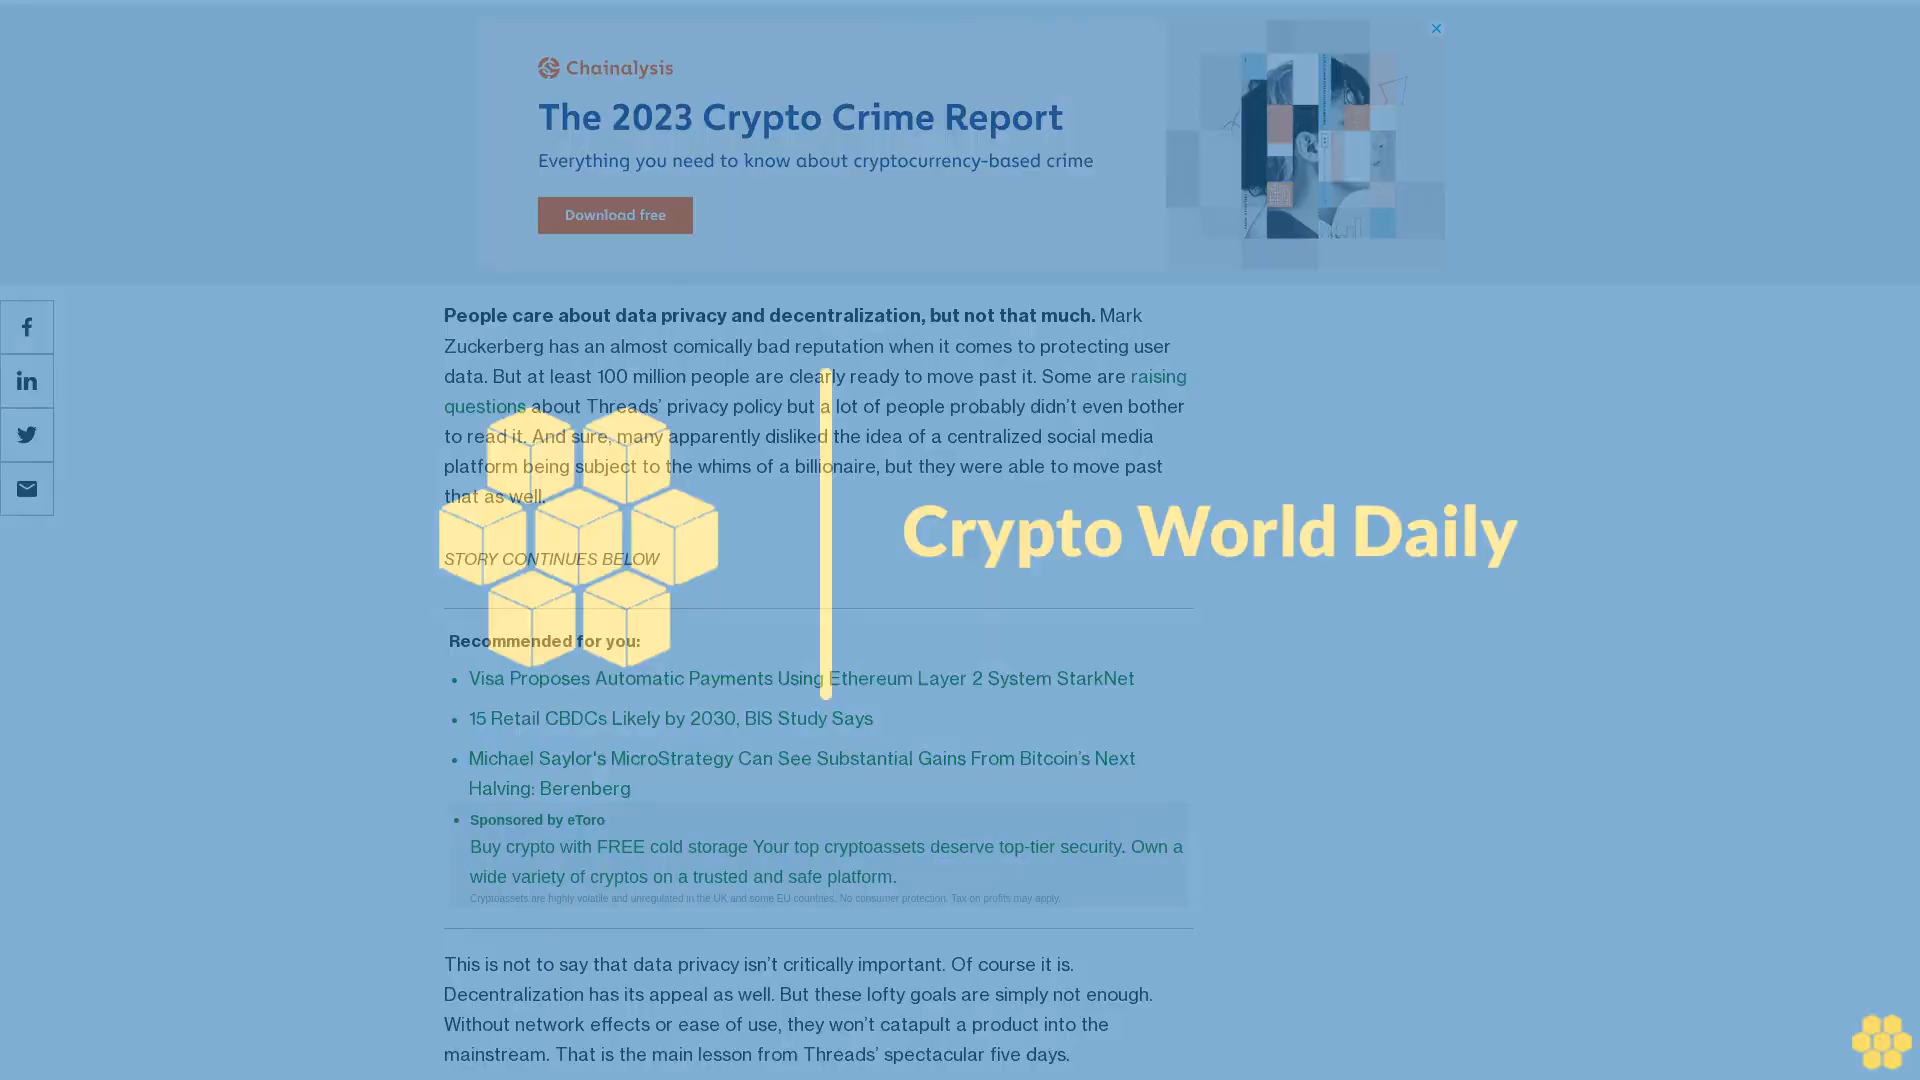 Chainalysis
The 2023 Crypto Crime Report
Everything you need to know about cryptocurrency-based crime
Download free
People care about data privacy and decentralization, but not that much. Mark
Zuckerberg has an almost comically bad reputation when it comes to protecting user
data. But at least 100 million people are clearly ready to move past it. Some are raising
questions about Threads’ privacy policy but a lot of people probably didn’t even bother
to read it. And sure, many apparently disliked the idea of a centralized social media
platform being subject to the whims of a billionaire, but they were able to move past
that as well.
Crypto World Daily
STORY CONTINUES BELOW
Recommended for you:
• Visa Proposes Automatic Payments Using Ethereum Layer 2 System StarkNet
• 15 Retail CBDCs Likely by 2030, BIS Study Says
• Michael Saylor's MicroStrategy Can See Substantial Gains From Bitcoin’s Next
Halving: Berenberg
• Sponsored by eToro
Buy crypto with FREE cold storage Your top cryptoassets deserve top-tier security. Own a
wide variety of cryptos on a trusted and safe platform.
Cryptoassets are highly volatile and unregulated in the UK and some EU countries. No consumer protection. Tax on profits may apply.
This is not to say that data privacy isn’t critically important. Of course it is.
Decentralization has its appeal as well. But these lofty goals are simply not enough.
Without network effects or ease of use, they won’t catapult a product into the
mainstream. That is the main lesson from Threads’ spectacular five days.